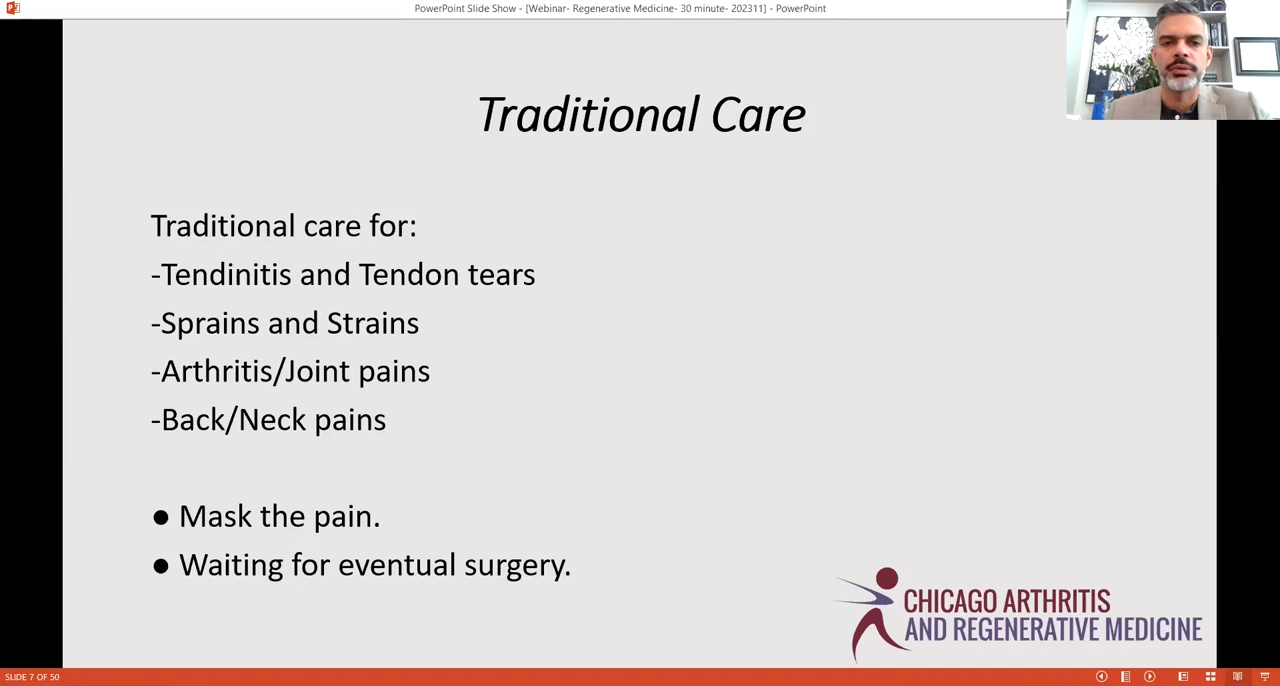 PowerPoint Slide Show - [Webinar- Regenerative Medicine- 30 minute- 202311] - PowerPoint
Traditional Care
Traditional care for:
-Tendinitis and Tendon tears
-Sprains and Strains
-Arthritis/Joint pains
-Back/Neck pains
● Mask the pain.
● Waiting for eventual surgery.
CHICAGO ARTHRITIS
AND REGENERATIVE MEDICINE
SLIDE 7 OF 50